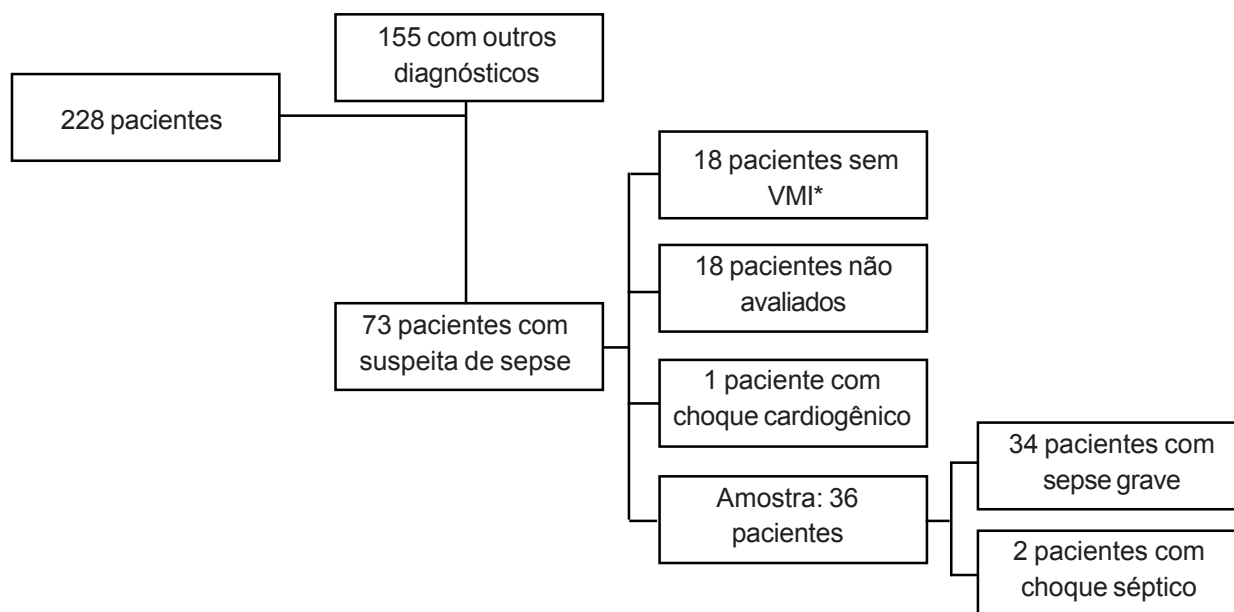 155 com outros
diagnósticos
228 pacientes
18 pacientes sem
VMI*
18 pacientes não
avaliados
73 pacientes com
suspeita de sepse
1 paciente com
choque cardiogênico
34 pacientes com
sepse grave
Amostra: 36
pacientes
2 pacientes com
choque séptico